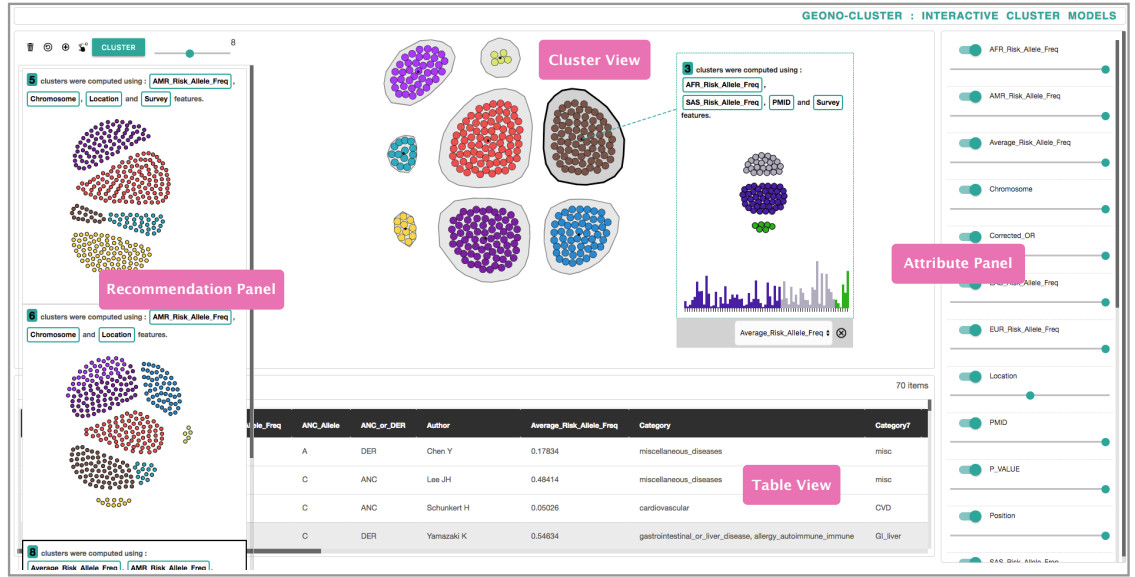 GEONO-CLUSTER : INTERACTIVE CLUSTER MODELS
CLUSTER
8
5 clusters were computed using : AMR_Risk_Allele_Freq ,
Chromosome , Location and Survey features.
Recommendation Panel
6 clusters were computed using : AMR_Risk_Allele_Freq ,
Chromosome and Location features.
8 clusters were computed using :
Average_Risk_Allele_Freq , AMR_Risk_Allele_Freq ,
Cluster View
3 clusters were computed using :
AFR_Risk_Allele_Freq ,
SAS_Risk_Allele_Freq , PMID and Survey
features.
Average_Risk_Allele_Freq
70 items
Allele_Freq ANC_Allele ANC_or_DER Author Average_Risk_Allele_Freq Category Category7
A DER Chen Y 0.17834 miscellaneous_diseases misc
C ANC Lee JH 0.48414 miscellaneous_diseases misc
C ANC Schunkert H 0.05026 cardiovascular CVD
C DER Yamazaki K 0.54634 gastrointestinal_or_liver_disease, allergy_autoimmune_immune GI_liver
Table View
AFR_Risk_Allele_Freq
AMR_Risk_Allele_Freq
Average_Risk_Allele_Freq
Chromosome
Corrected_OR
Attribute Panel
EUR_Risk_Allele_Freq
Location
PMID
P_VALUE
Position
SAS_Risk_Allele_Freq